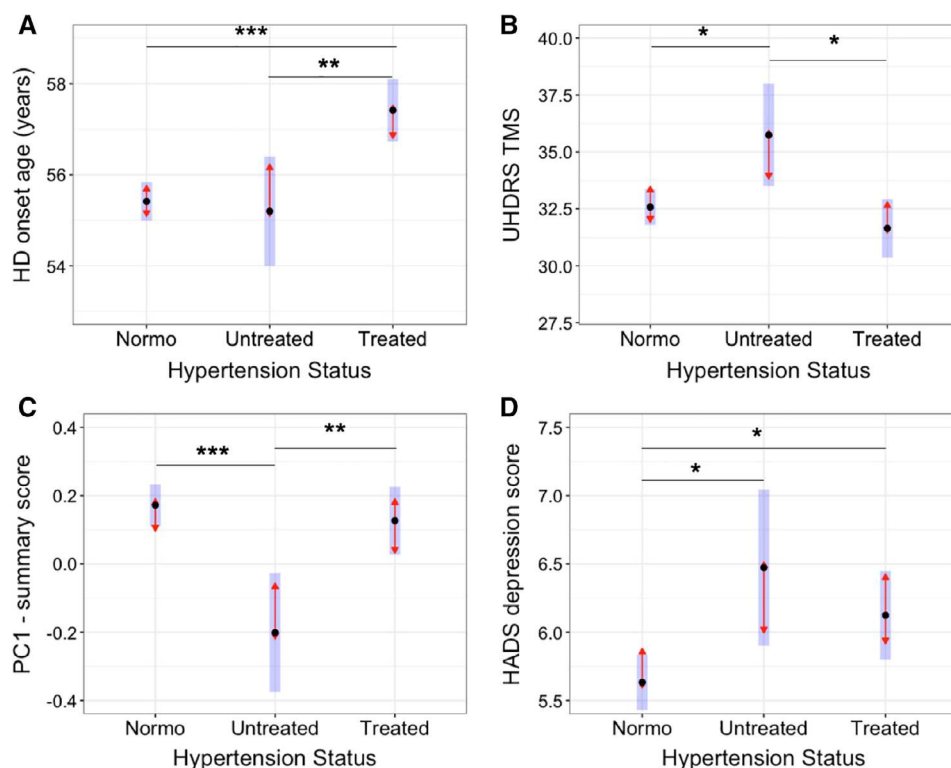 A
HD onset age (years)
58
56
54
***
**
Normo Untreated Treated
Hypertension Status
B
UHDRS TMS
40.0
37.5
35.0
32.5
30.0
27.5
*
*
Normo Untreated Treated
Hypertension Status
C
PC1 - summary score
0.4
0.2
0.0
-0.2
-0.4
***
**
Normo Untreated Treated
Hypertension Status
D
HADS depression score
7.5
7.0
6.5
6.0
5.5
*
*
Normo Untreated Treated
Hypertension Status